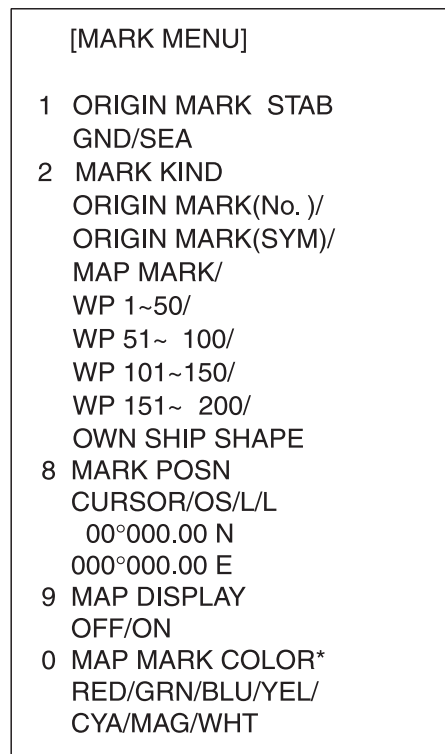 [MARK MENU]
1 ORIGIN MARK STAB
GND/SEA
2 MARK KIND
ORIGIN MARK(No. )/
ORIGIN MARK(SYM)/
MAP MARK/
WP 1~50/
WP 51~ 100/
WP 101~150/
WP 151~ 200/
OWN SHIP SHAPE
8 MARK POSN
CURSOR/OS/L/L
00°000.00 N
000°000.00 E
9 MAP DISPLAY
OFF/ON
0 MAP MARK COLOR*
RED/GRN/BLU/YEL/
CYA/MAG/WHT